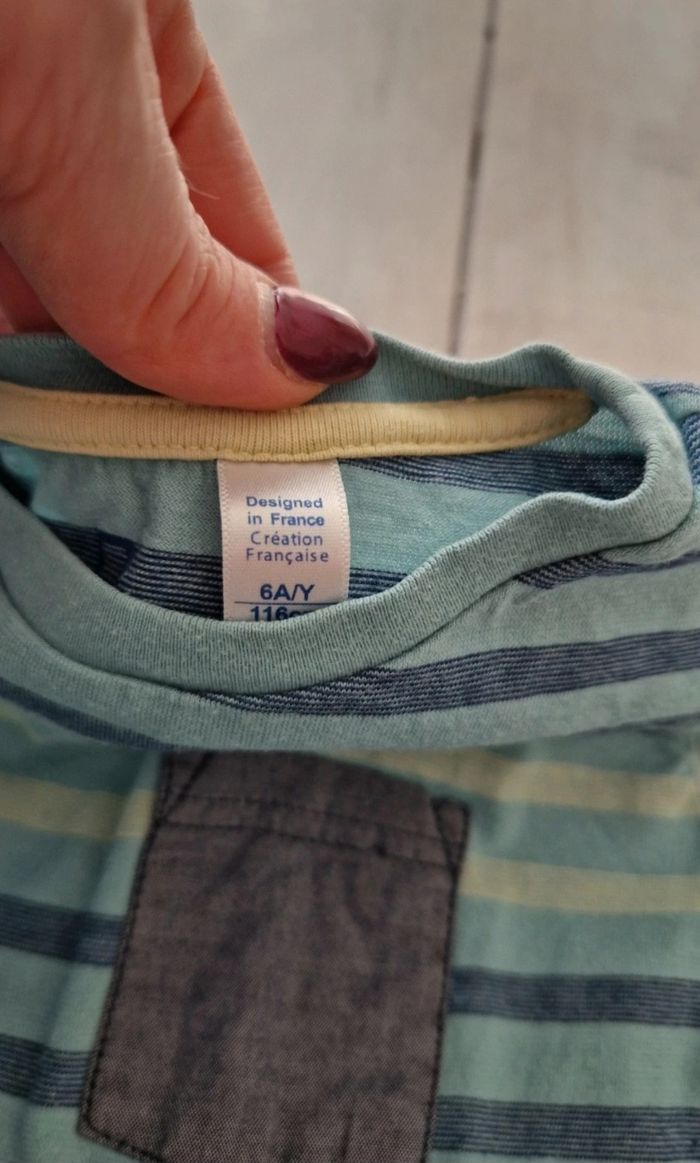 Designed
in France
Création
Française
6A/Y